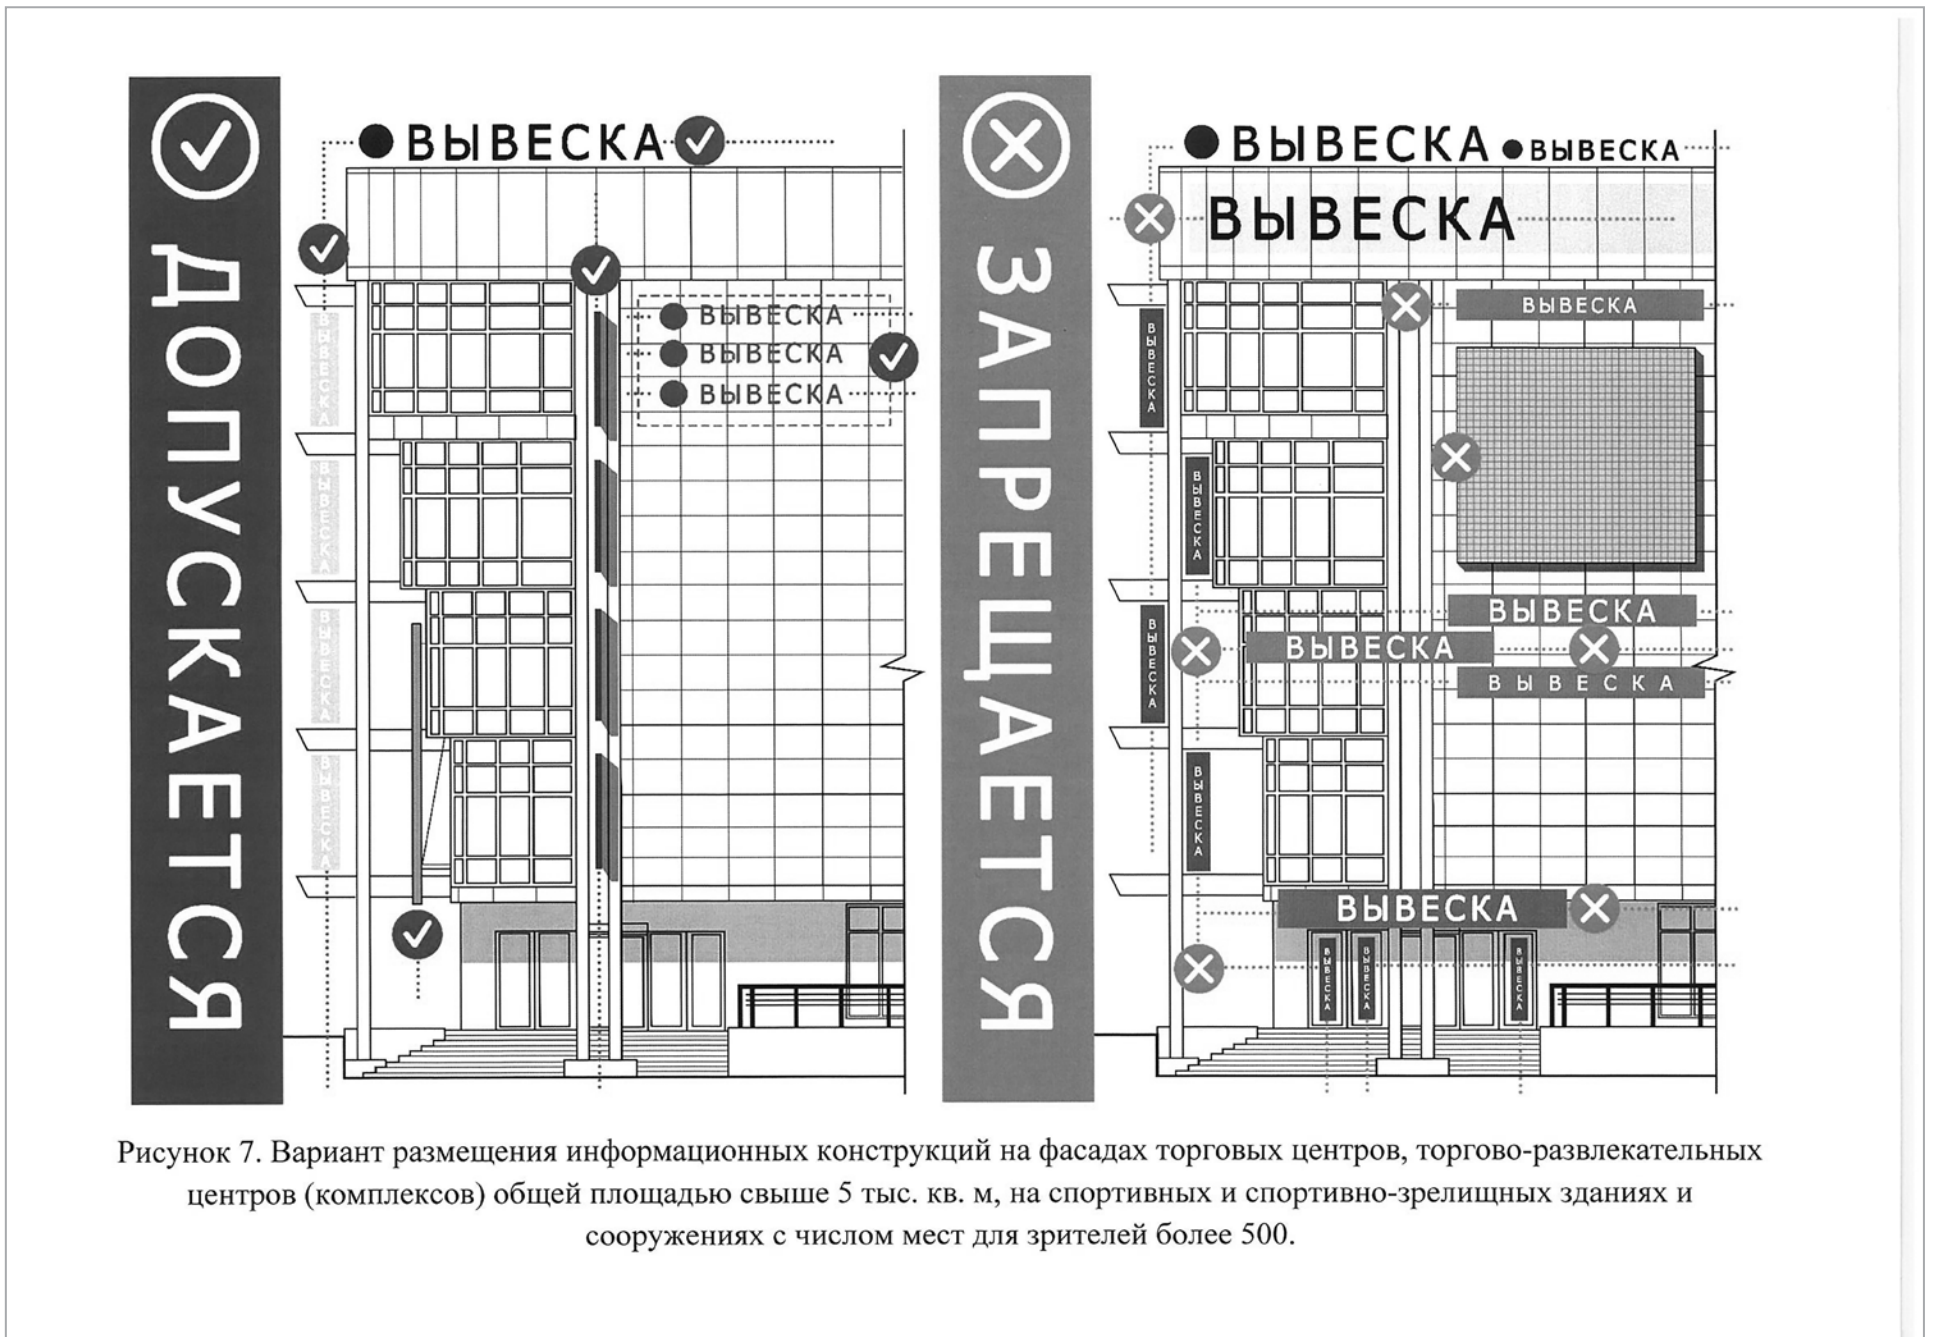 ДОПУСКАЕТСЯ
ВЫВЕСКА
ВЫВЕСКА
ВЫВЕСКА
ВЫВЕСКА
ВЫВЕСКА
ВЫВЕСКА
ВЫВЕСКА
ВЫВЕСКА
ЗАПРЕЩАЕТСЯ
ВЫВЕСКА ВЫВЕСКА
ВЫВЕСКА
ВЫВЕСКА
ВЫВЕСКА
ВЫВЕСКА
ВЫВЕСКА
ВЫВЕСКА
ВЫВЕСКА
ВЫВЕСКА
ВЫВЕСКА
ВЫВЕСКА
ВЫВЕСКА
ВЫВЕСКА
ВЫВЕСКА
ВЫВЕСКА
Рисунок 7. Вариант размещения информационных конструкций на фасадах торговых центров, торгово-развлекательных
центров (комплексов) общей площадью свыше 5 тыс. кв. м, на спортивных и спортивно-зрелищных зданиях и
сооружениях с числом мест для зрителей более 500.